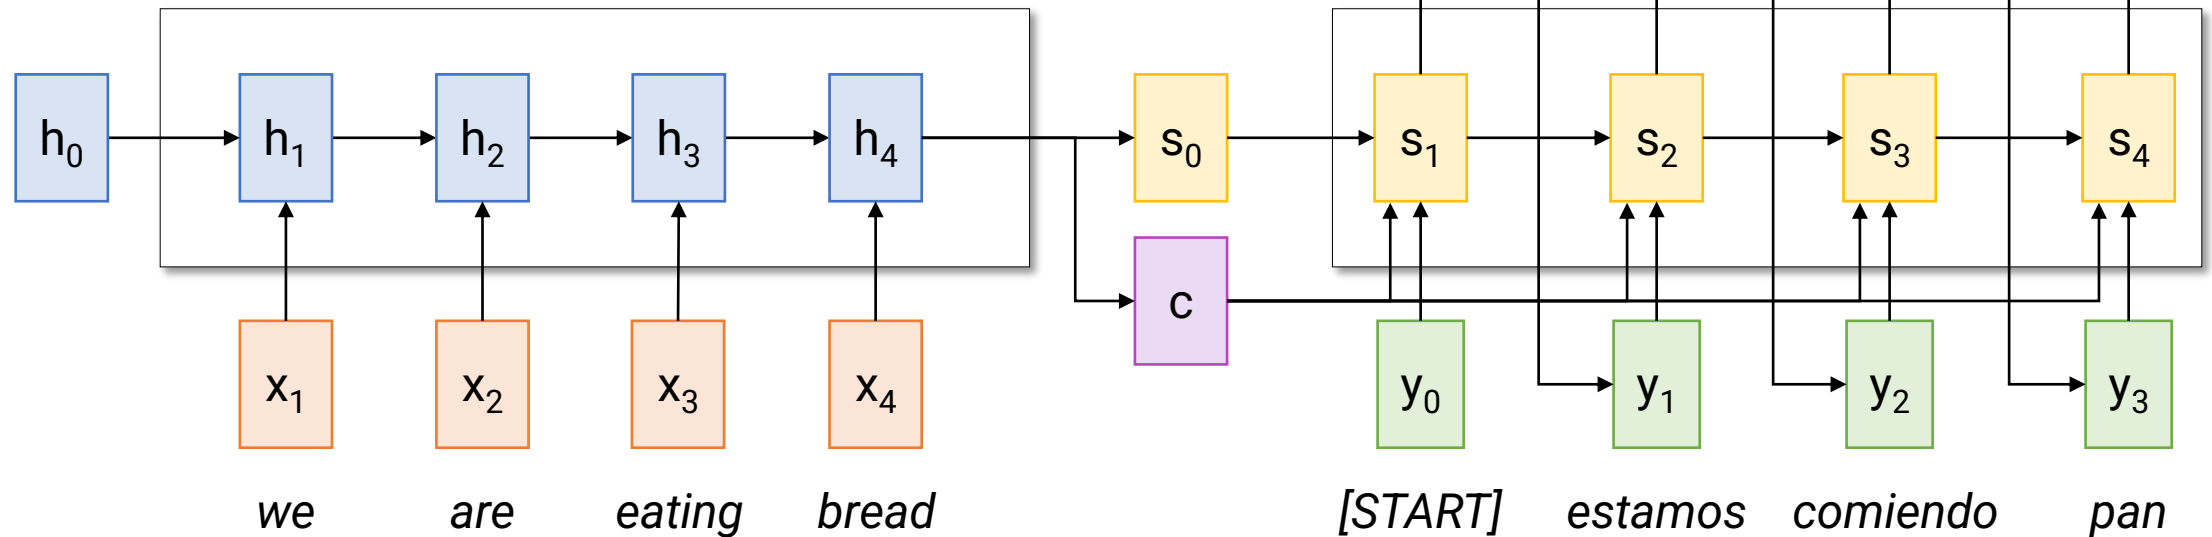 h₀ h₁ h₂ h₃ h₄ s₀ s₁ s₂ s₃ s₄
c
x₁ x₂ x₃ x₄ y₀ y₁ y₂ y₃
we are eating bread [START] estamos comiendo pan